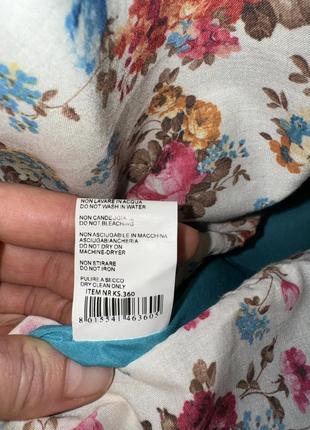 NON LAVARE IN ACQUA
DO NOT WASH IN WATER
NON CANDEGGIARE
DO NOT BLEACHING
NON ASCIUGABILE IN MACCHINA
ASCIUGABIANCHERIA
DO NOT DRY ON
MACHINE-DRYER
NON STIRARE
DO NOT IRON
PULIRE A SECCO
DRY CLEAN ONLY
ITEM NR KS.360
8015541463605